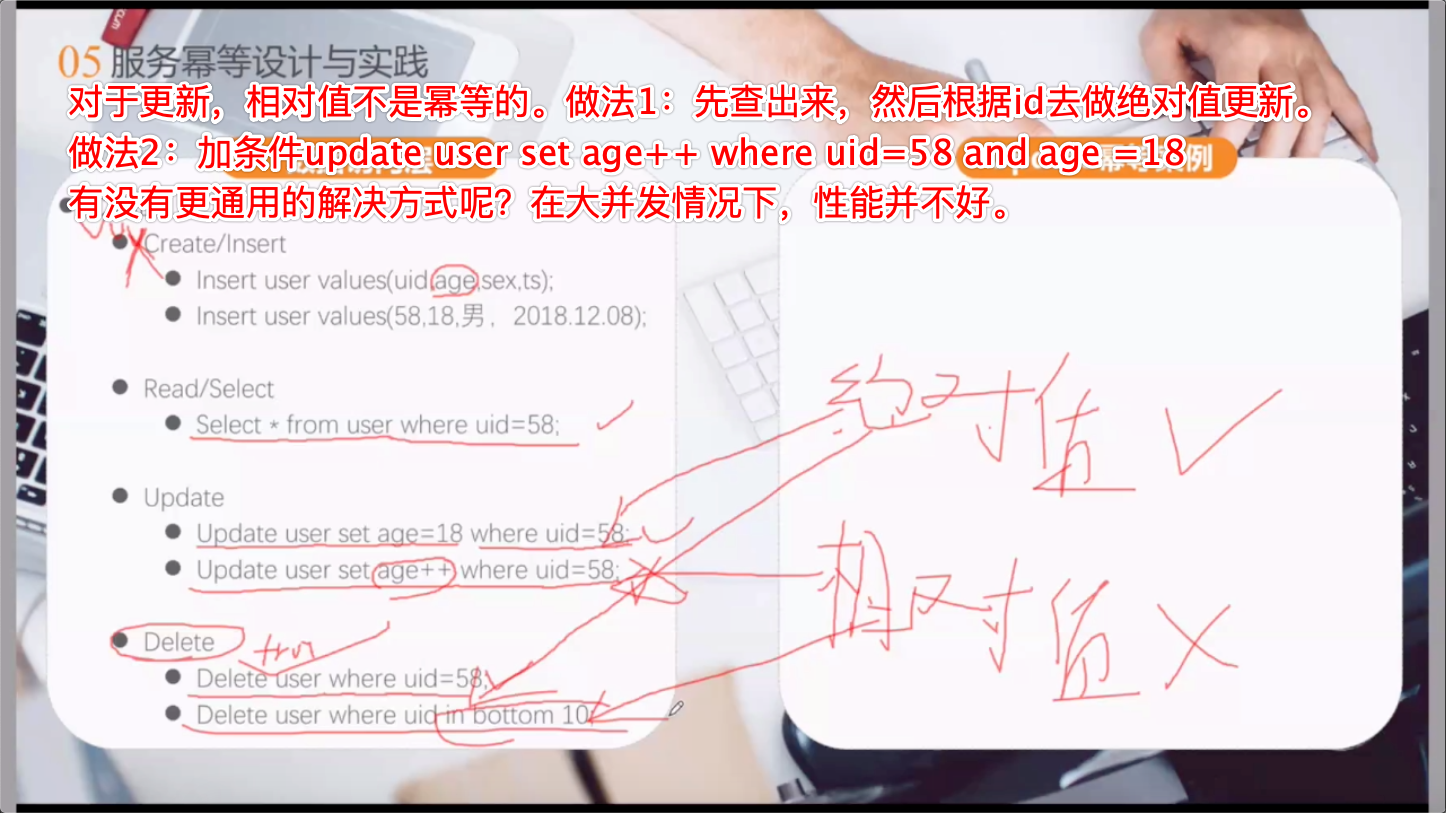 05 服务幂等设计与实践
对于更新，相对值不是幂等的。做法1：先查出来，然后根据id去做绝对值更新。
做法2：加条件update user set age++ where uid=58 and age =18
有没有更通用的解决方式呢？在大并发情况下，性能并不好。
Create/Insert
Insert user values(uid,age,sex,ts);
Insert user values(58,18,男，2018.12.08);
Read/Select
Select * from user where uid=58;
Update
Update user set age=18 where uid=58;
Update user set age++ where uid=58;
Delete
Delete user where uid=58;
Delete user where uid in bottom 10;
绝对值
相对值